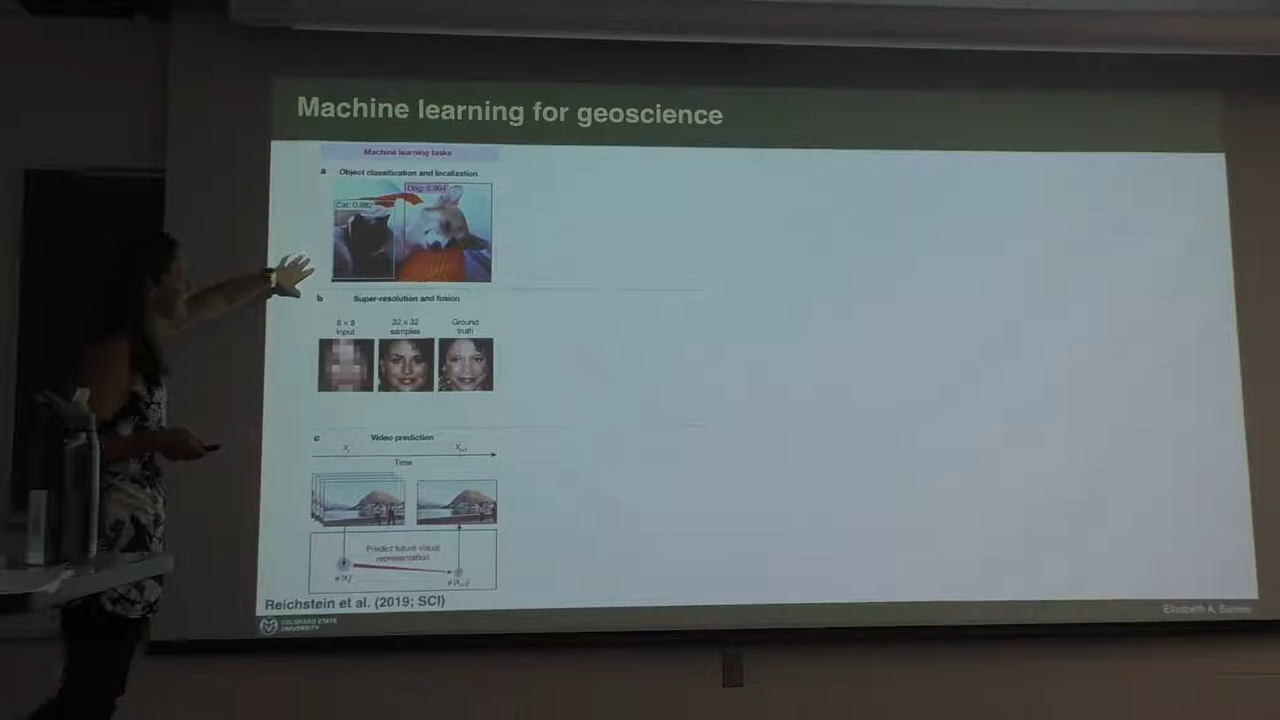 Machine learning for geoscience
Machine learning tasks
a Object classification and localization
Dog: 0.994
Cat: 0.982
b Super-resolution and fusion
8 × 8 input
32 × 32 samples
Ground truth
c Video prediction
Time
Predict future visual representation
Reichstein et al. (2019; SCI)
COLORADO STATE
UNIVERSITY
Elizabeth A. Barnes